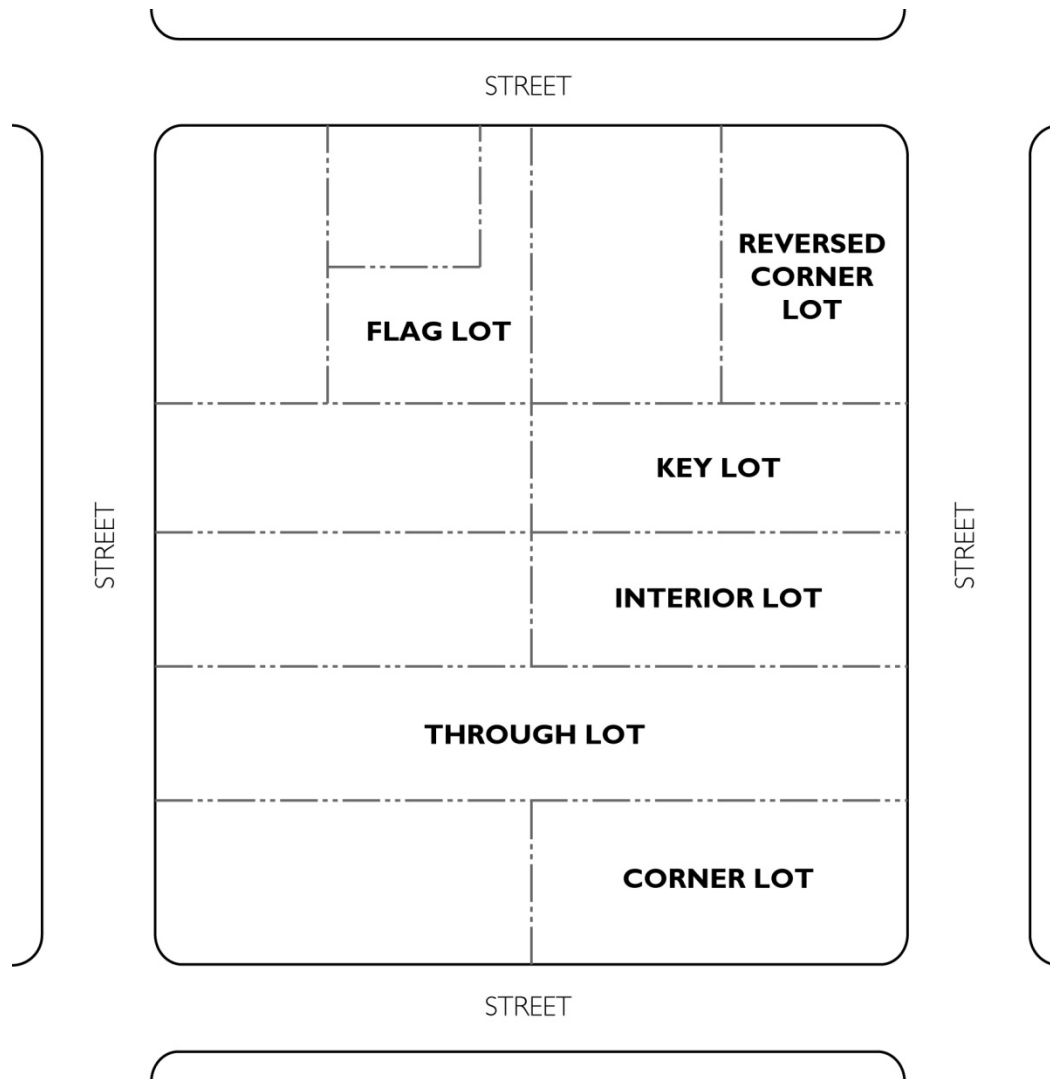 STREET
REVERSED
CORNER
LOT
FLAG LOT
KEY LOT
STREET
STREET
INTERIOR LOT
THROUGH LOT
CORNER LOT
STREET